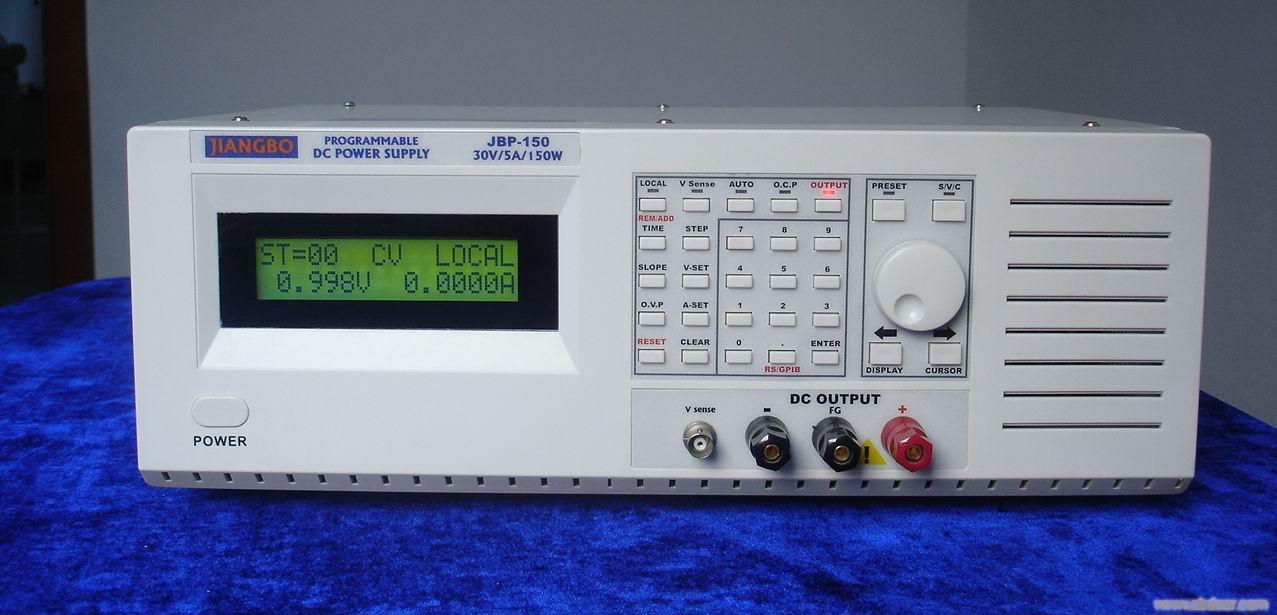 JIANGBO
PROGRAMMABLE
DC POWER SUPPLY
JBP-150
30V/5A/150W
ST=00 CV LOCAL
0.998V 0.0000A
POWER
LOCAL V Sense AUTO O.C.P OUTPUT
REM/ADD
TIME STEP 7 8 9
SLOPE V-SET 4 5 6
O.V.P A-SET 1 2 3
RESET CLEAR 0 . ENTER
RS/GPIB
PRESET S/V/C
DISPLAY CURSOR
DC OUTPUT
V sense - FG +
!